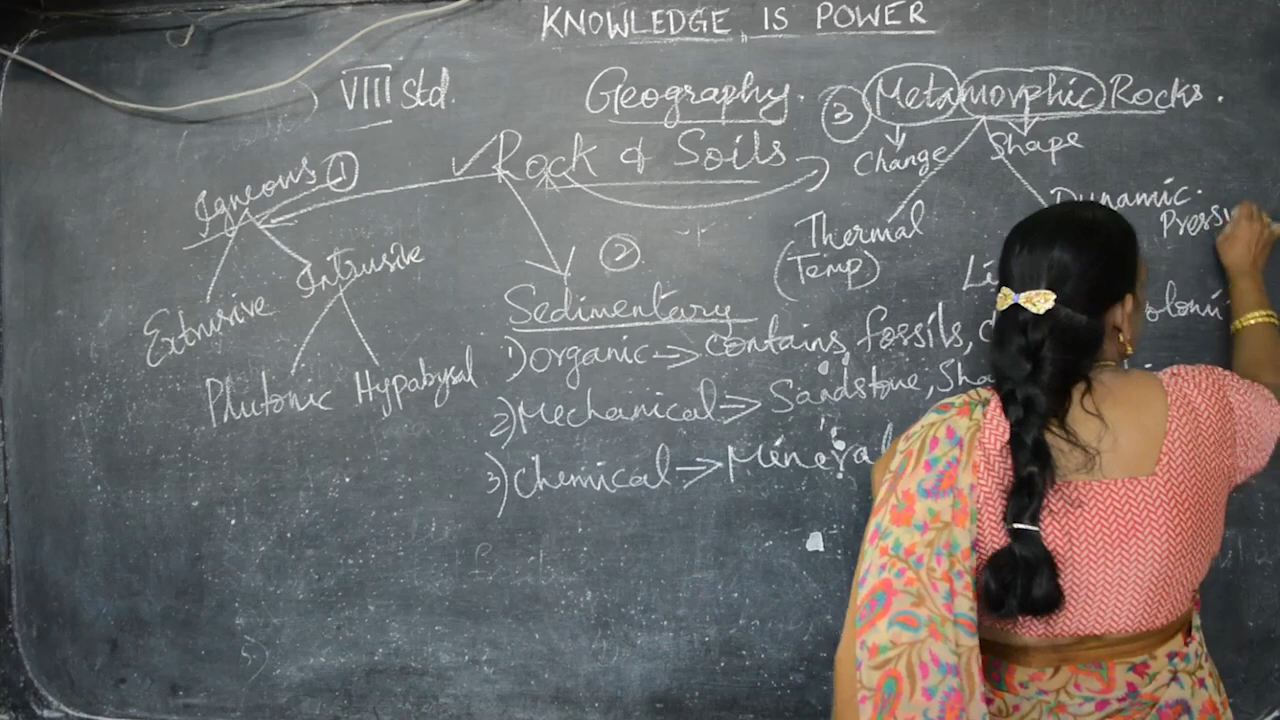 KNOWLEDGE IS POWER
VIII Std.
Geography.
3 Metamorphic Rocks.
Rock & Soils
Change
Shape
Igneous 1
Dynamic.
Thermal
(Temp)
2
Intrusive
Extrusive
Sedimentary
1) Organic → contains, fossils,
Plutonic Hypabysal
2) Mechanical → Sandstone,
3) Chemical →